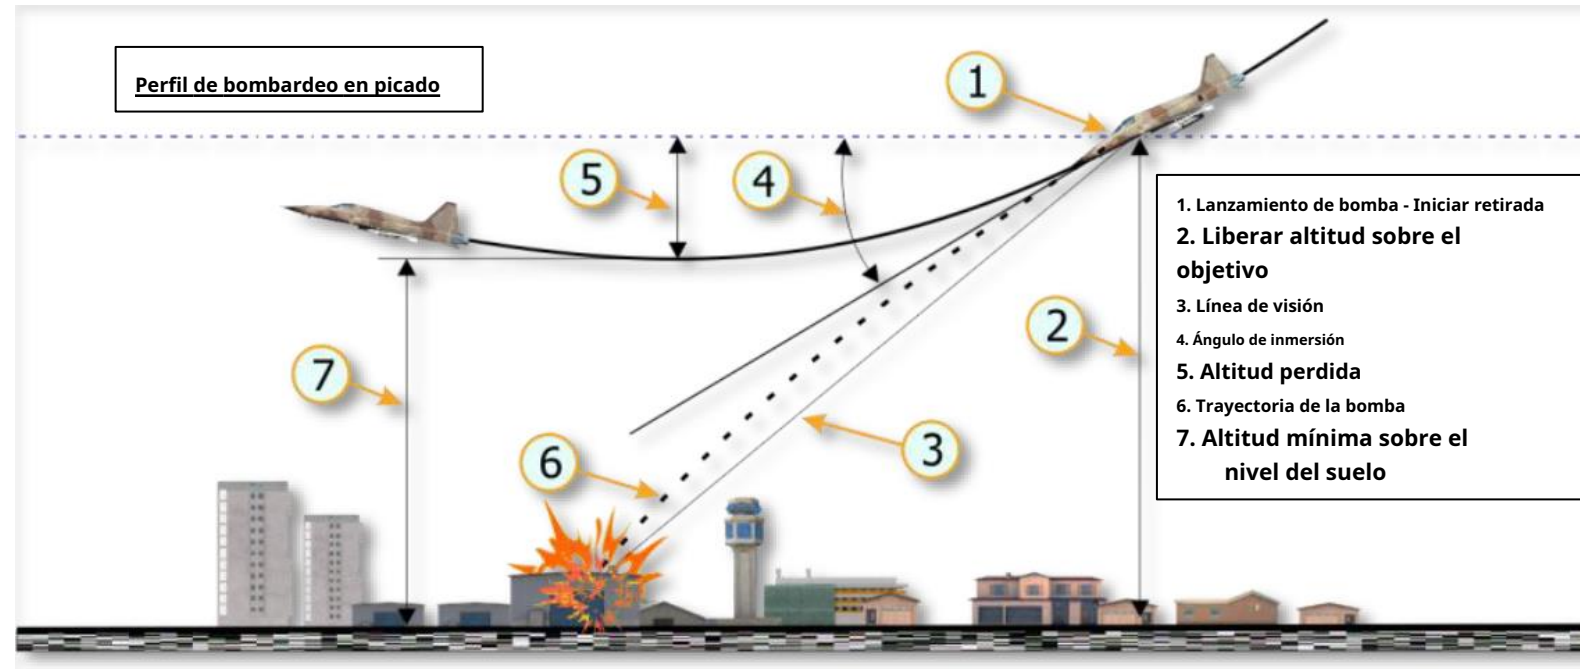 Perfil de bombardeo en picado
1
5
4
2
7
3
6
1. Lanzamiento de bomba - Iniciar retirada
2. Liberar altitud sobre el
objetivo
3. Línea de visión
4. Ángulo de inmersión
5. Altitud perdida
6. Trayectoria de la bomba
7. Altitud mínima sobre el
nivel del suelo